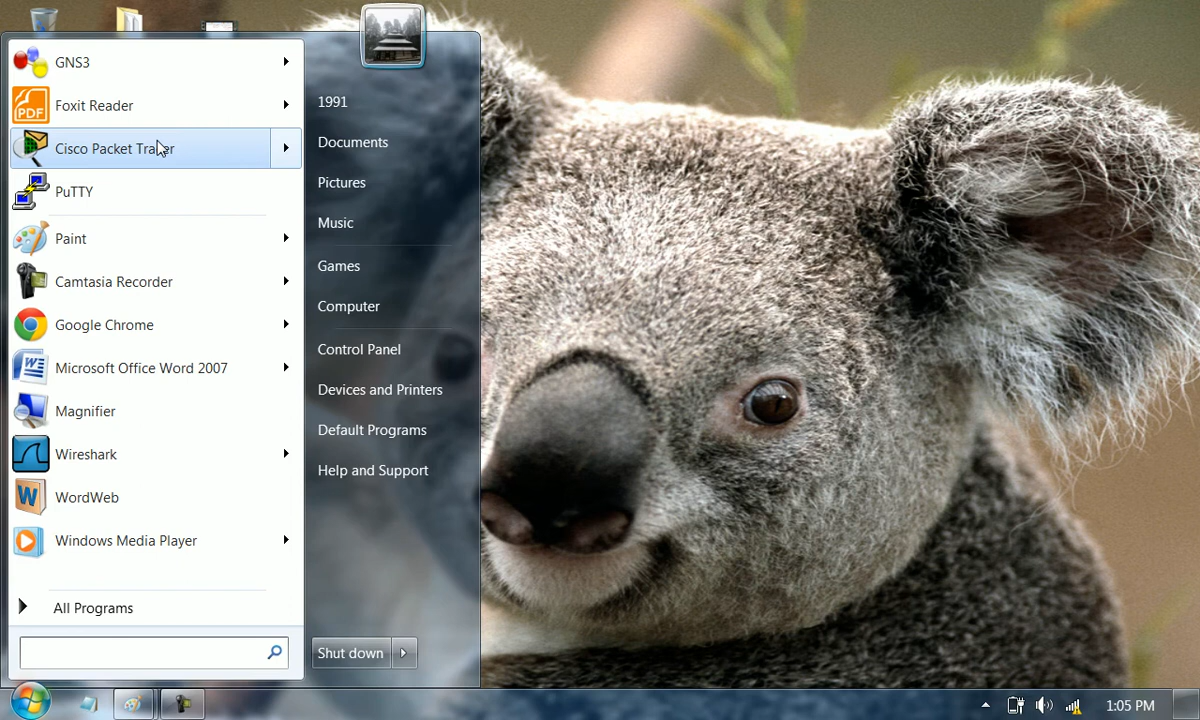 GNS3
Foxit Reader
PDF
Cisco Packet Tracer
PuTTY
Paint
Camtasia Recorder
Google Chrome
Microsoft Office Word 2007
Magnifier
Wireshark
WordWeb
Windows Media Player
All Programs
1991
Documents
Pictures
Music
Games
Computer
Control Panel
Devices and Printers
Default Programs
Help and Support
Shut down
1:05 PM